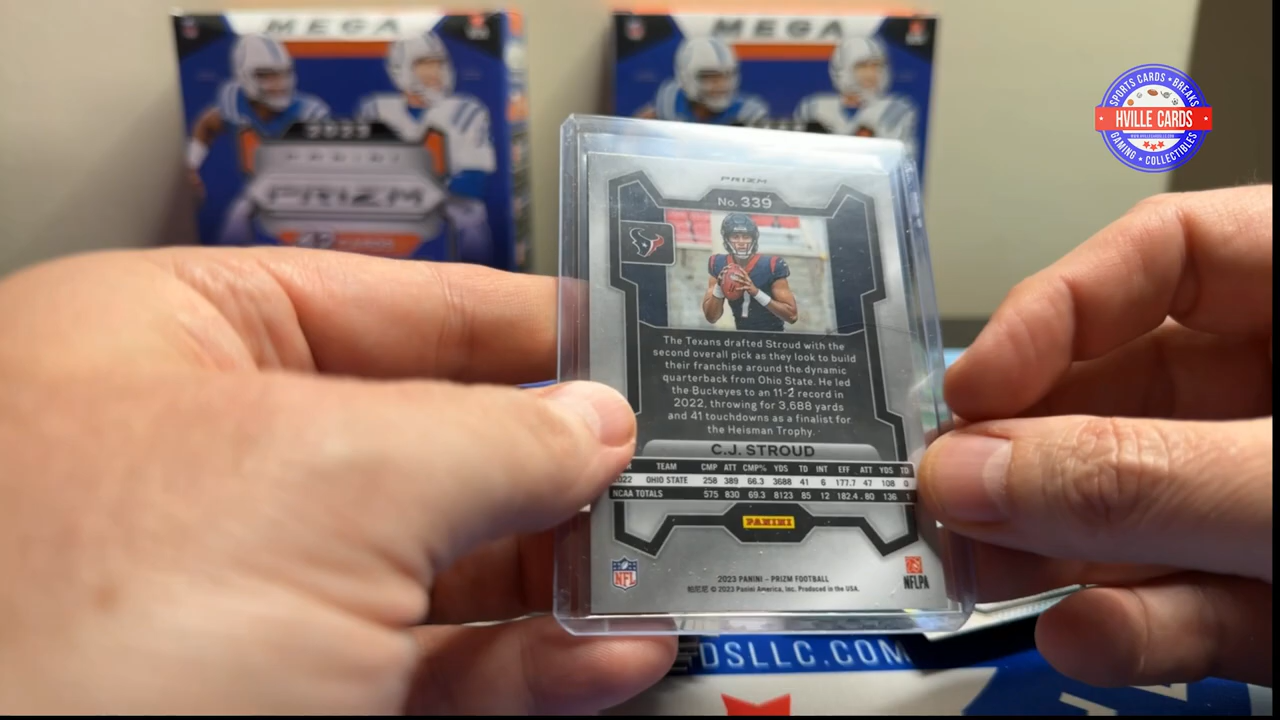 MEGA
2023
PANINI
PRIZM
MEGA
SPORTS CARDS • BREAKS
HVILLE CARDS
GAMING • COLLECTIBLES
PRIZM
No. 339
The Texans drafted Stroud with the
second overall pick as they look to build
their franchise around the dynamic
quarterback from Ohio State. He led
the Buckeyes to an 11-2 record in
2022, throwing for 3,688 yards
and 41 touchdowns as a finalist for
the Heisman Trophy.
C.J. STROUD
TEAM CMP ATT CMP% YDS TD INT EFF ATT YDS TD
2022 OHIO STATE 258 389 66.3 3688 41 6 177.7 47 108 0
NCAA TOTALS 575 830 69.3 8123 85 12 182.4 80 136 1
PANINI
NFL
NFLPA
2023 PANINI - PRIZM FOOTBALL
© 2023 Panini America, Inc. Produced in the USA.
DSLLC.COM